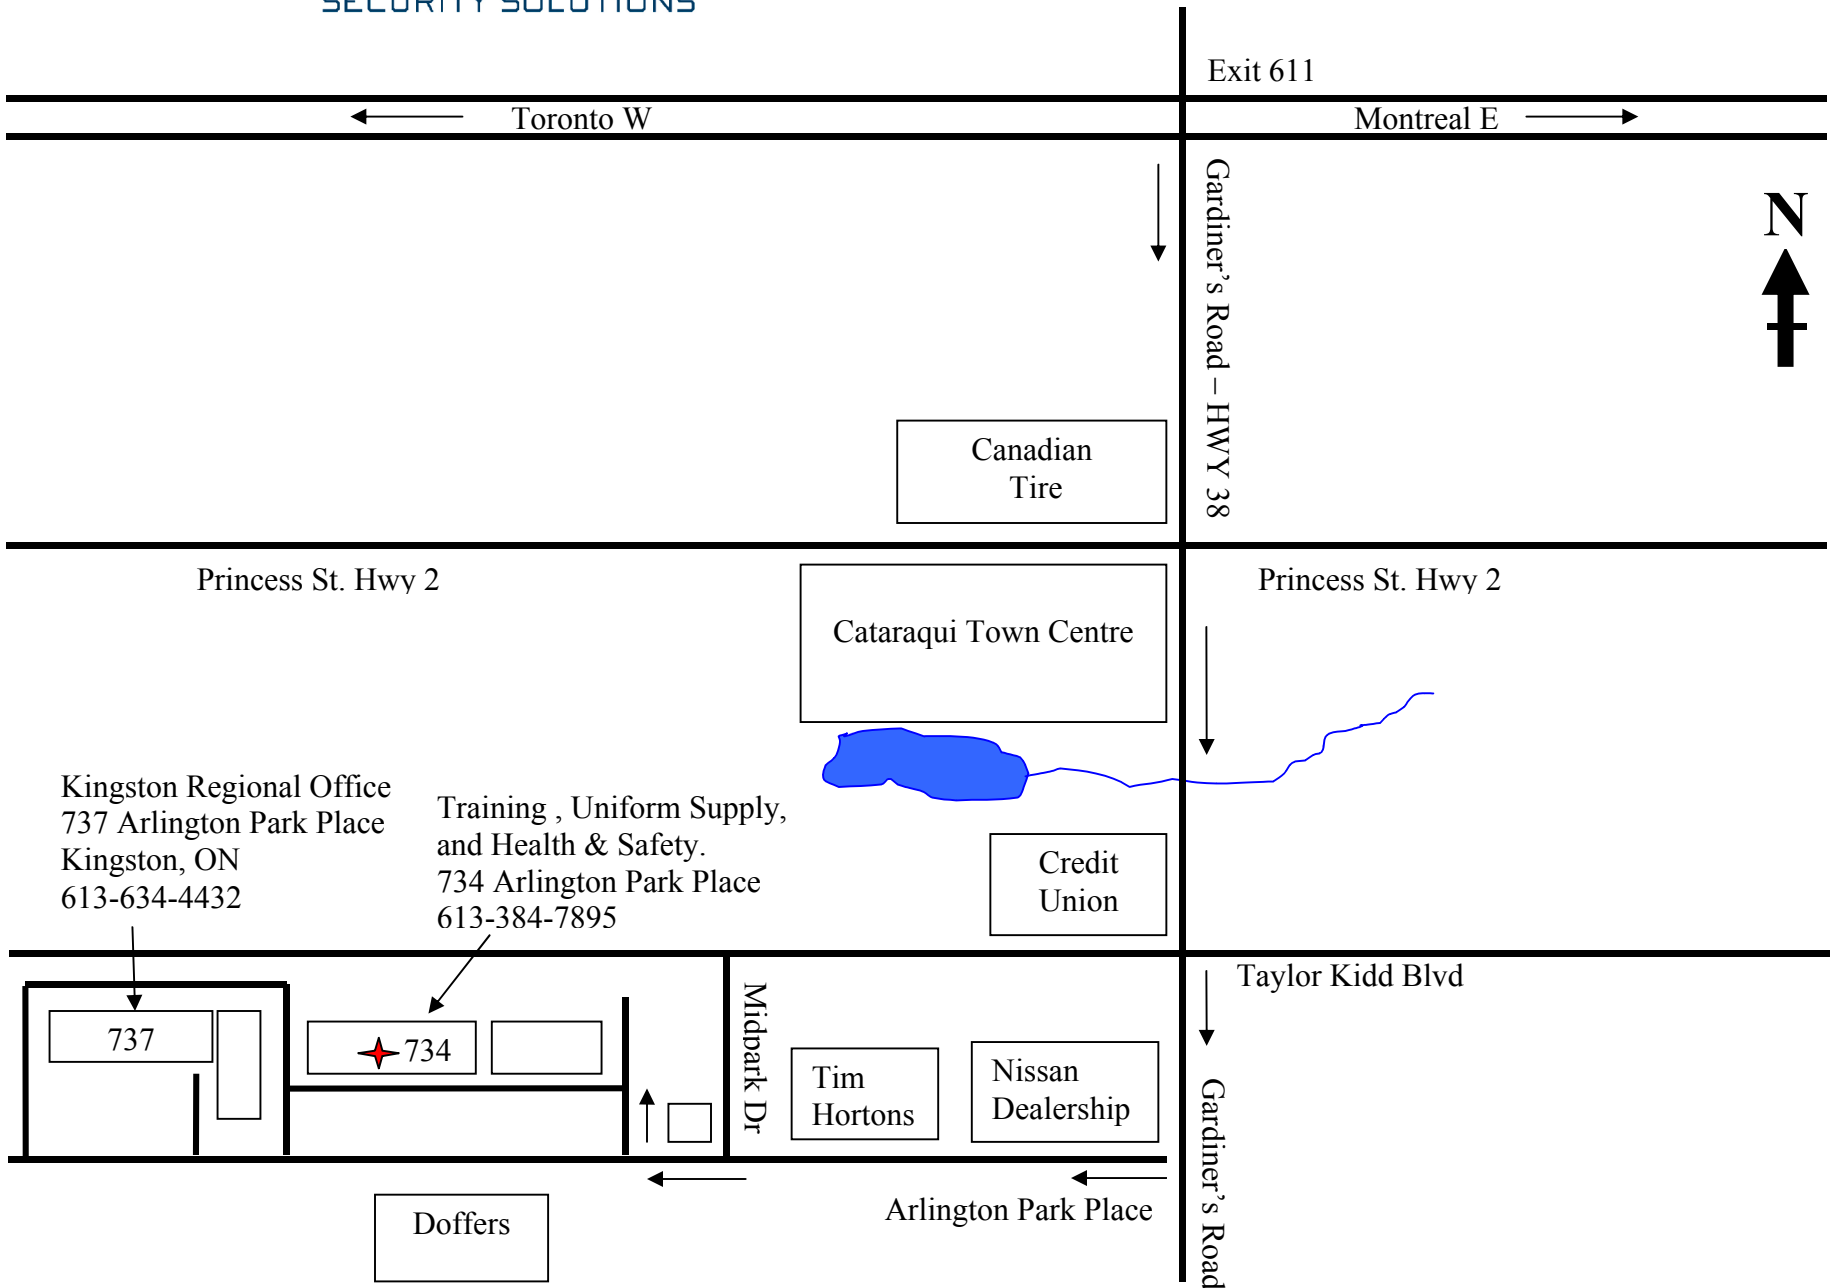 SECURITY SOLUTIONS
Exit 611
Toronto W
Montreal E
N
Gardiner’s Road – HWY 38
Canadian
Tire
Princess St. Hwy 2
Princess St. Hwy 2
Cataraqui Town Centre
Kingston Regional Office
737 Arlington Park Place
Kingston, ON
613-634-4432
Training , Uniform Supply,
and Health & Safety.
734 Arlington Park Place
613-384-7895
Credit
Union
Taylor Kidd Blvd
737
734
Midpark Dr
Tim
Hortons
Nissan
Dealership
Gardiner’s Road
Arlington Park Place
Doffers